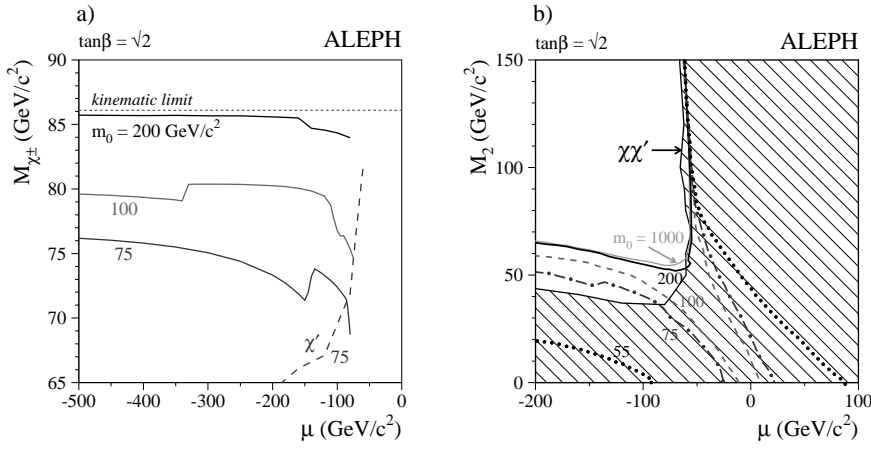 a)
tanβ = √2 ALEPH
M_χ± (GeV/c²)
90
85
80
75
70
65
kinematic limit
m₀ = 200 GeV/c²
100
75
χ′
75
-500 -400 -300 -200 -100 0
μ (GeV/c²)
b)
tanβ = √2 ALEPH
M₂ (GeV/c²)
150
100
50
0
χχ′
m₀ = 1000
200
100
75
55
-200 -100 0 100
μ (GeV/c²)